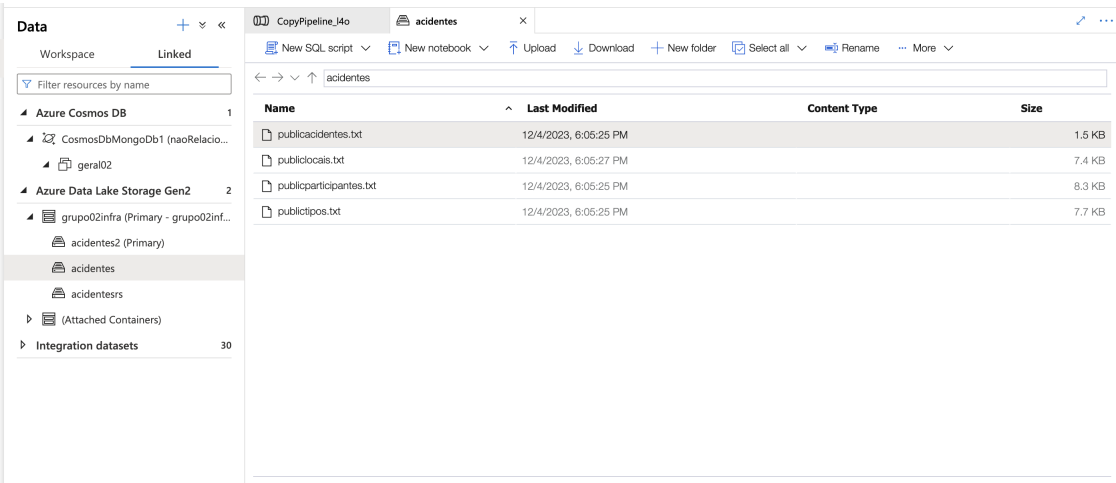 Data
Workspace Linked
Filter resources by name
Azure Cosmos DB 1
CosmosDbMongoDb1 (naoRelacio...
geral02
Azure Data Lake Storage Gen2 2
grupo02infra (Primary - grupo02inf...
acidentes2 (Primary)
acidentes
acidentesrs
(Attached Containers)
Integration datasets 30
CopyPipeline_l4o acidentes
New SQL script New notebook Upload Download New folder Select all Rename More
acidentes
Name Last Modified Content Type Size
publicacidentes.txt 12/4/2023, 6:05:25 PM 1.5 KB
publiclocais.txt 12/4/2023, 6:05:27 PM 7.4 KB
publicparticipantes.txt 12/4/2023, 6:05:25 PM 8.3 KB
publictipos.txt 12/4/2023, 6:05:25 PM 7.7 KB